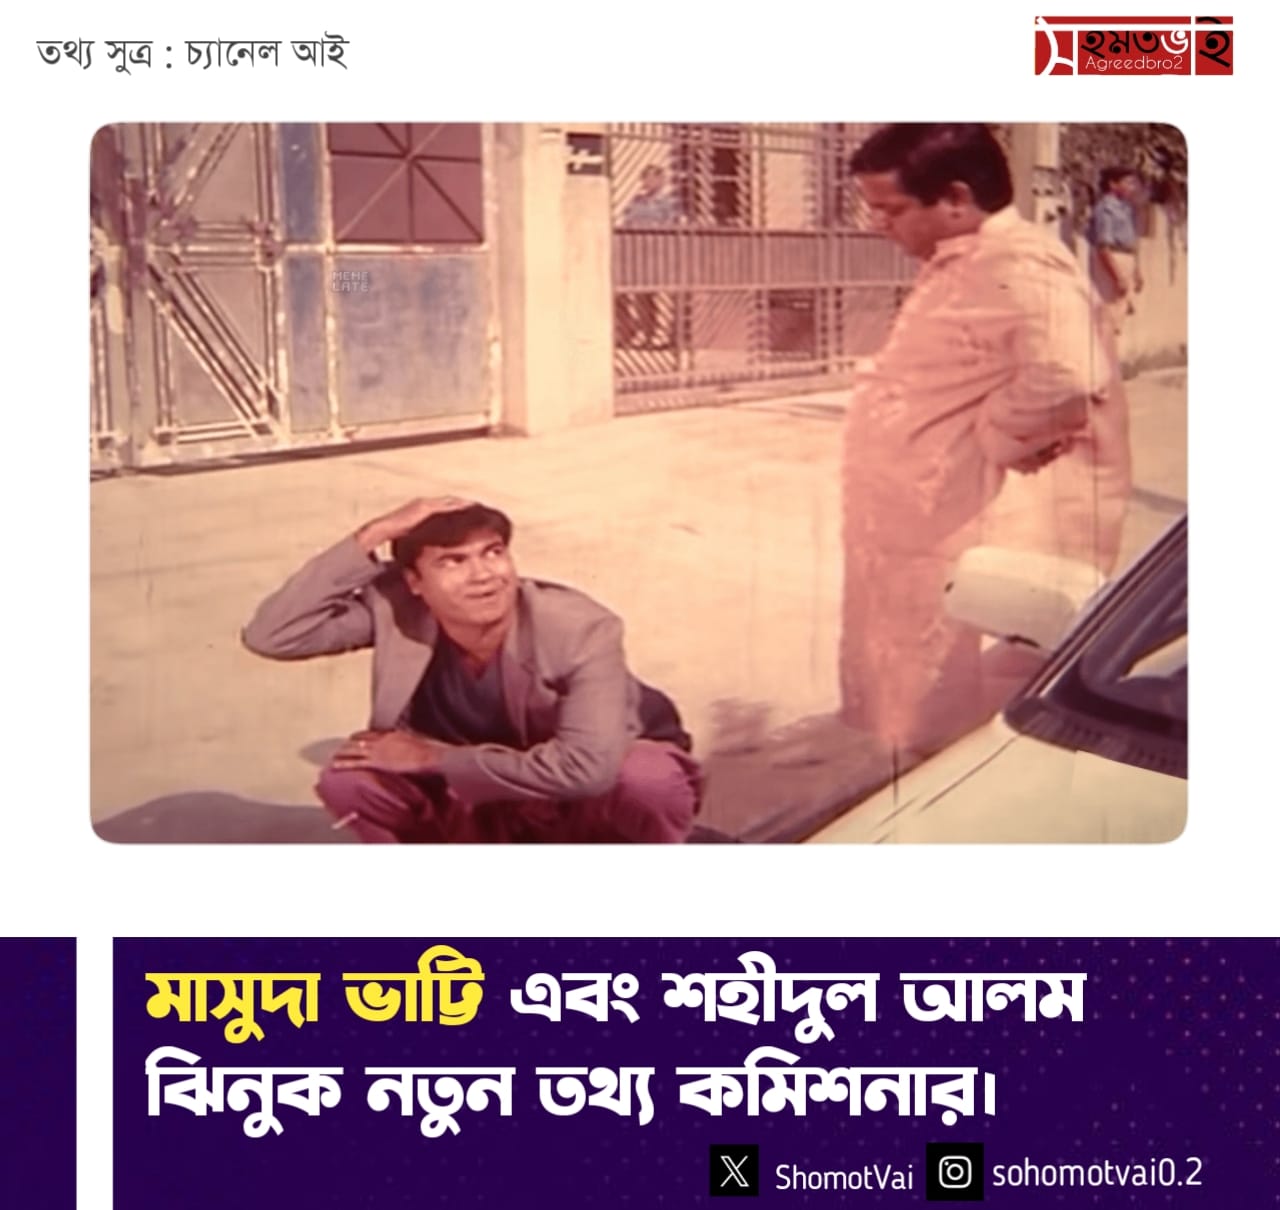 তথ্য সুত্র : চ্যানেল আই
সহমতভাই
Agreedbro2
MEME
LATE
মাসুদা ভাট্টি এবং শহীদুল আলম
ঝিনুক নতুন তথ্য কমিশনার।
ShomotVai
sohomotvai0.2